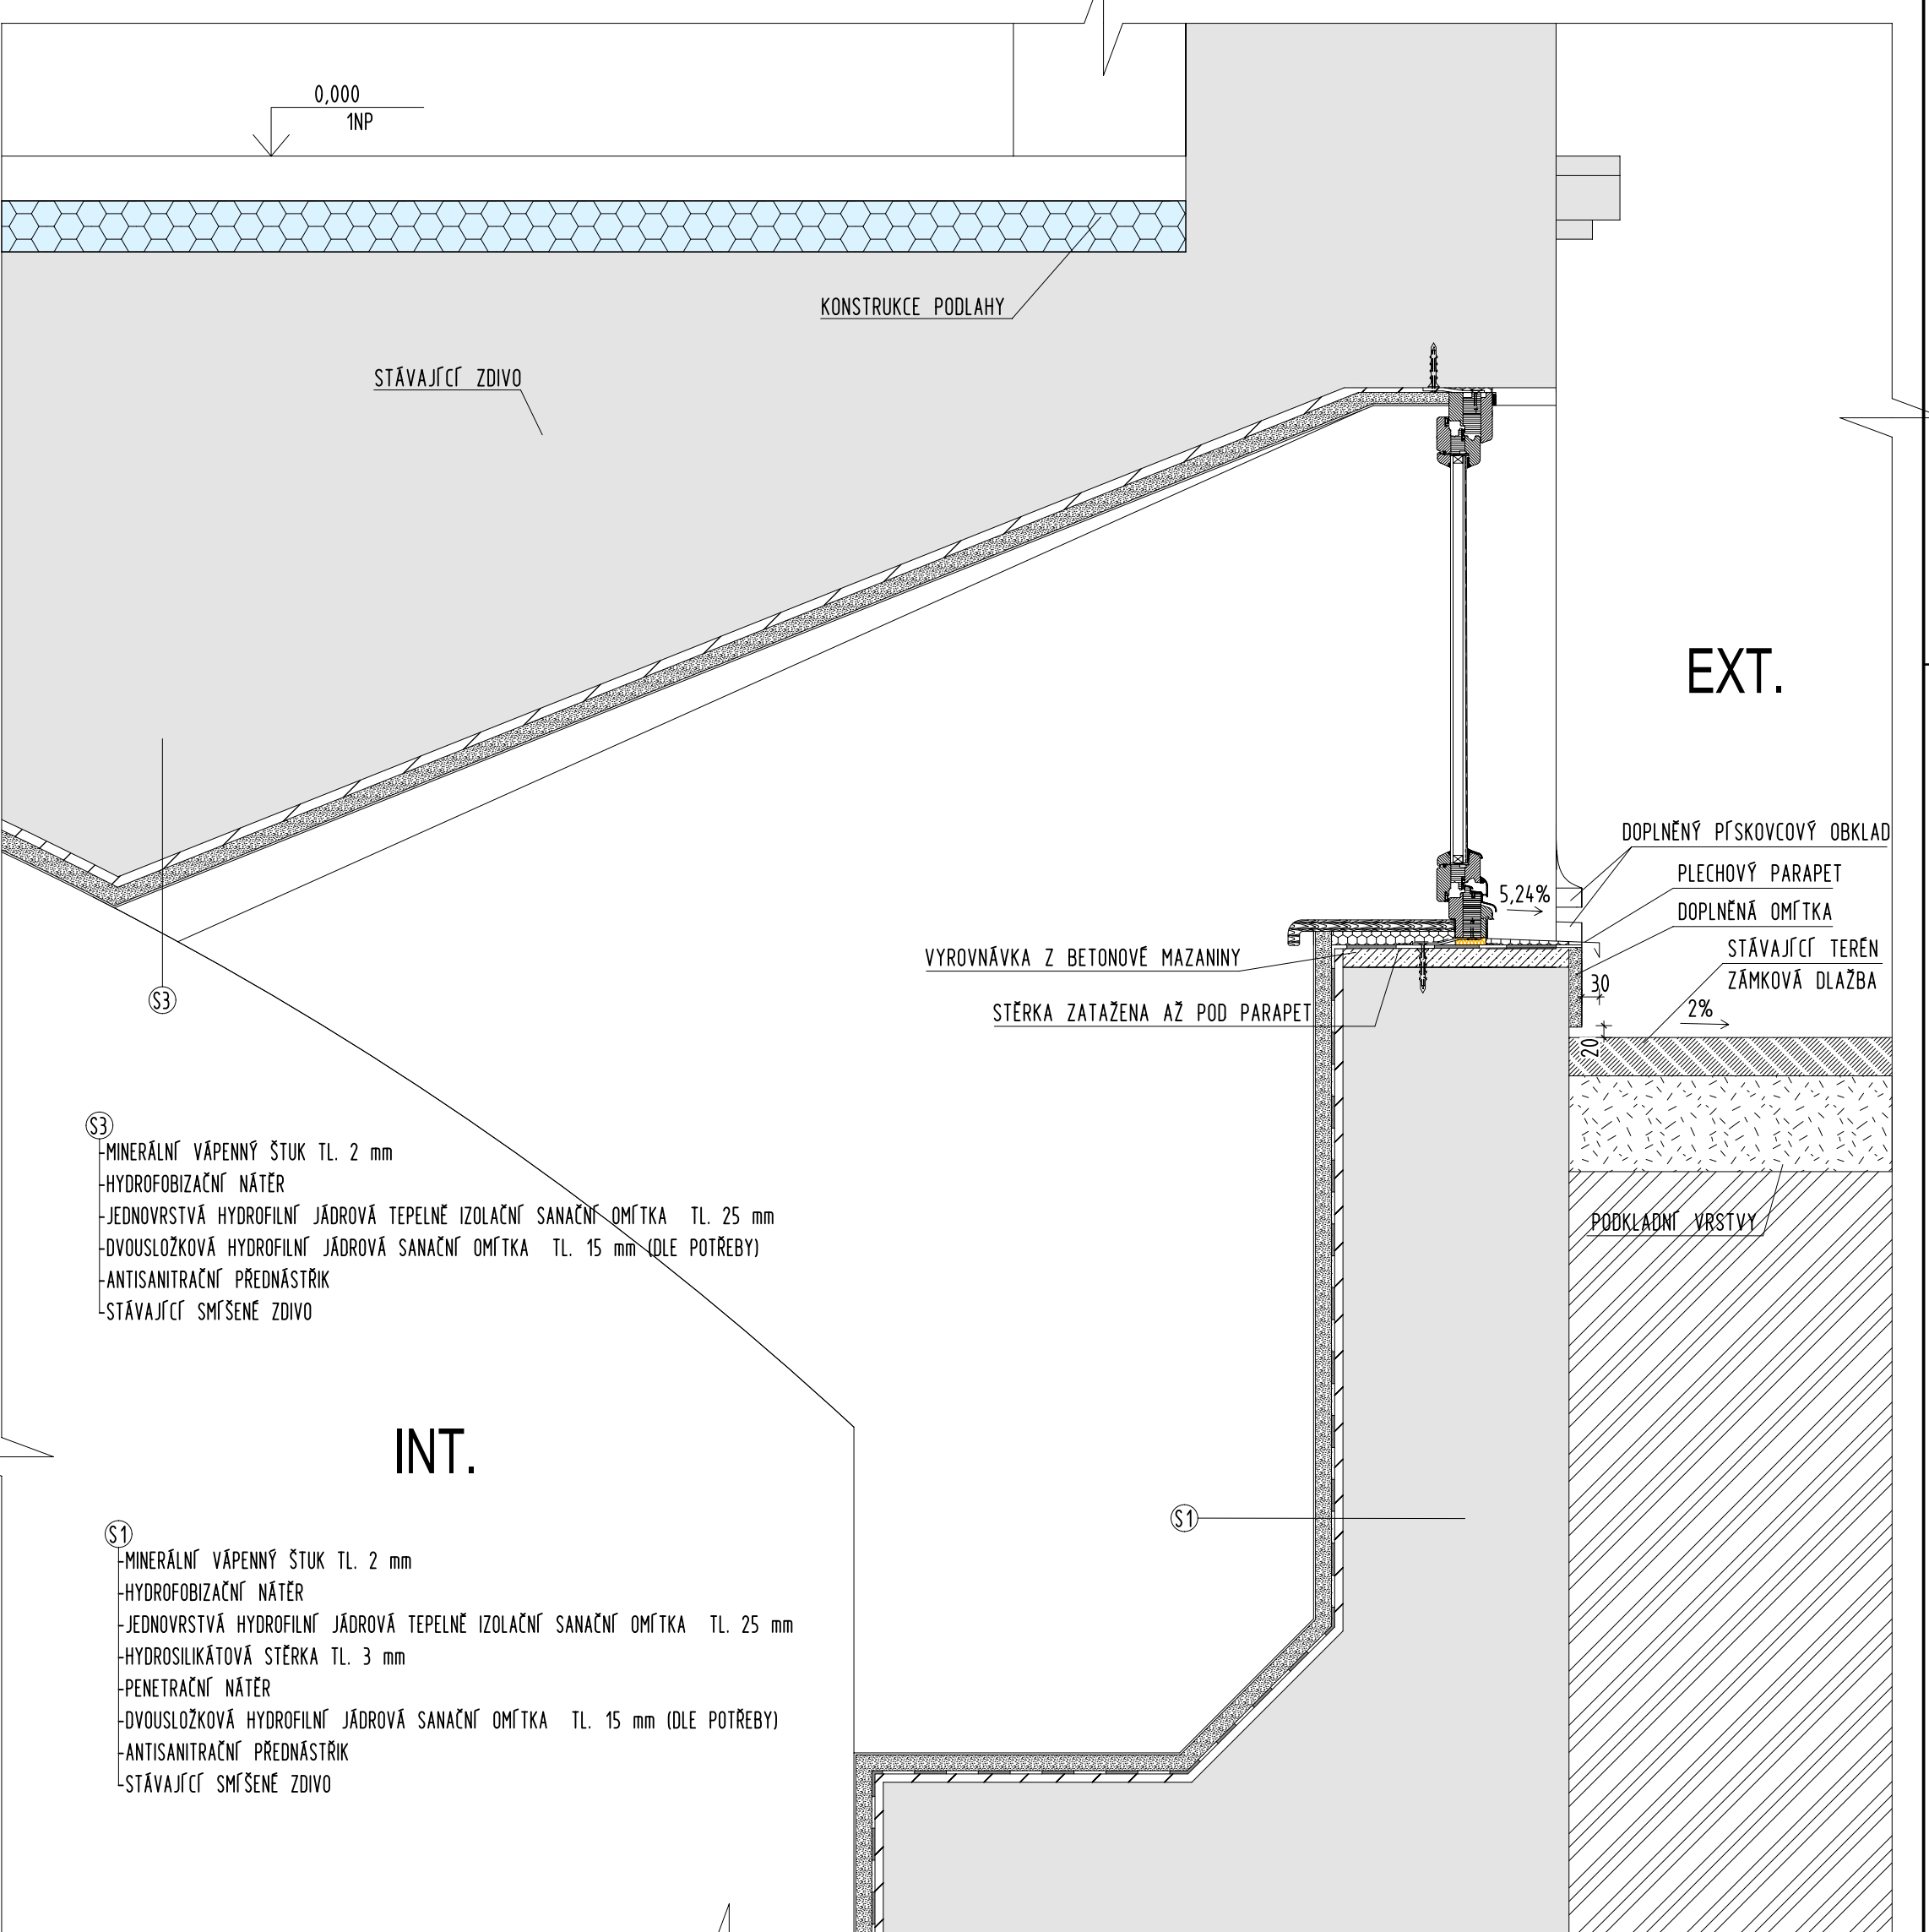 0,000
1NP
KONSTRUKCE PODLAHY
STÁVAJÍCÍ ZDIVO
EXT.
DOPLNĚNÝ PÍSKOVCOVÝ OBKLAD
PLECHOVÝ PARAPET
5,24%
DOPLNĚNÁ OMÍTKA
VYROVNÁVKA Z BETONOVÉ MAZANINY
STÁVAJÍCÍ TERÉN
ZÁMKOVÁ DLAŽBA
30
S3
STĚRKA ZATAŽENA AŽ POD PARAPET
2%
20
S3
MINERÁLNÍ VÁPENNÝ ŠTUK TL. 2 mm
HYDROFOBIZAČNÍ NÁTĚR
JEDNOVRSTVÁ HYDROFILNÍ JÁDROVÁ TEPELNĚ IZOLAČNÍ SANAČNÍ OMÍTKA TL. 25 mm
DVOUSLOŽKOVÁ HYDROFILNÍ JÁDROVÁ SANAČNÍ OMÍTKA TL. 15 mm (DLE POTŘEBY)
ANTISANITRAČNÍ PŘEDNÁSTŘIK
STÁVAJÍCÍ SMÍŠENÉ ZDIVO
PODKLADNÍ VRSTVY
INT.
S1
S1
MINERÁLNÍ VÁPENNÝ ŠTUK TL. 2 mm
HYDROFOBIZAČNÍ NÁTĚR
JEDNOVRSTVÁ HYDROFILNÍ JÁDROVÁ TEPELNĚ IZOLAČNÍ SANAČNÍ OMÍTKA TL. 25 mm
HYDROSILIKÁTOVÁ STĚRKA TL. 3 mm
PENETRAČNÍ NÁTĚR
DVOUSLOŽKOVÁ HYDROFILNÍ JÁDROVÁ SANAČNÍ OMÍTKA TL. 15 mm (DLE POTŘEBY)
ANTISANITRAČNÍ PŘEDNÁSTŘIK
STÁVAJÍCÍ SMÍŠENÉ ZDIVO